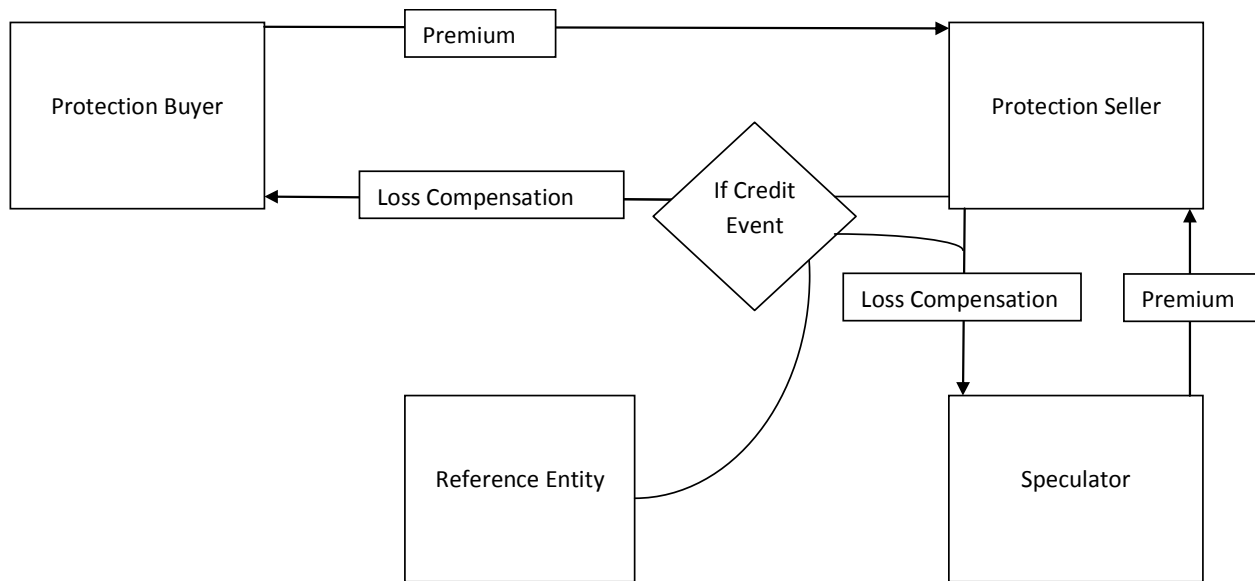 Premium
Protection Buyer
Protection Seller
If Credit
Event
Loss Compensation
Loss Compensation
Premium
Reference Entity
Speculator